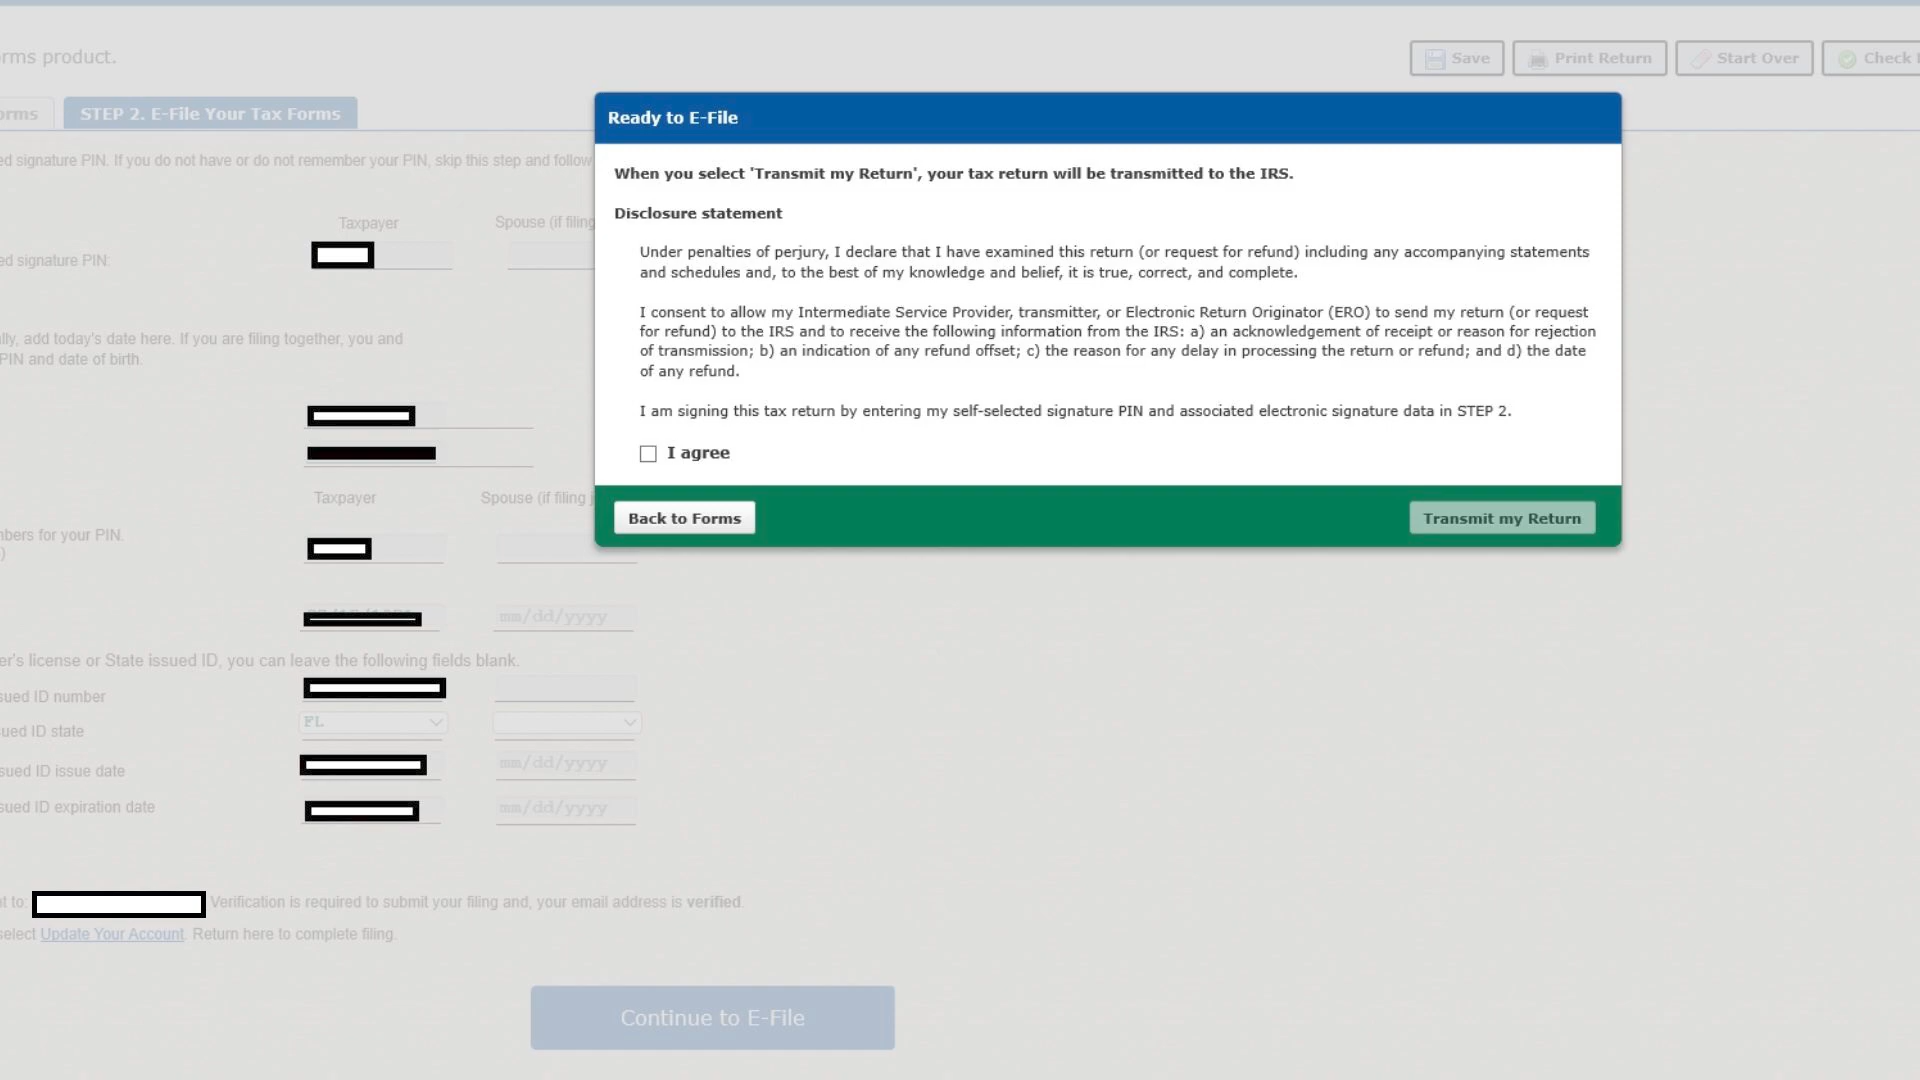 rms product.
Save
Print Return
Start Over
Check
orms
STEP 2. E-File Your Tax Forms
Ready to E-File
ed signature PIN. If you do not have or do not remember your PIN, skip this step and follow
When you select 'Transmit my Return', your tax return will be transmitted to the IRS.
Disclosure statement
Taxpayer
Spouse (if filing
ed signature PIN:
Under penalties of perjury, I declare that I have examined this return (or request for refund) including any accompanying statements
and schedules and, to the best of my knowledge and belief, it is true, correct, and complete.
I consent to allow my Intermediate Service Provider, transmitter, or Electronic Return Originator (ERO) to send my return (or request
for refund) to the IRS and to receive the following information from the IRS: a) an acknowledgement of receipt or reason for rejection
of transmission; b) an indication of any refund offset; c) the reason for any delay in processing the return or refund; and d) the date
of any refund.
I am signing this tax return by entering my self-selected signature PIN and associated electronic signature data in STEP 2.
I agree
Back to Forms
Transmit my Return
lly, add today's date here. If you are filing together, you and
PIN and date of birth.
Taxpayer
Spouse (if filing j
nbers for your PIN.
)
mm/dd/yyyy
er's license or State issued ID, you can leave the following fields blank.
sued ID number
ued ID state
FL
sued ID issue date
mm/dd/yyyy
sued ID expiration date
mm/dd/yyyy
t to:
Verification is required to submit your filing and, your email address is verified.
select Update Your Account. Return here to complete filing.
Continue to E-File